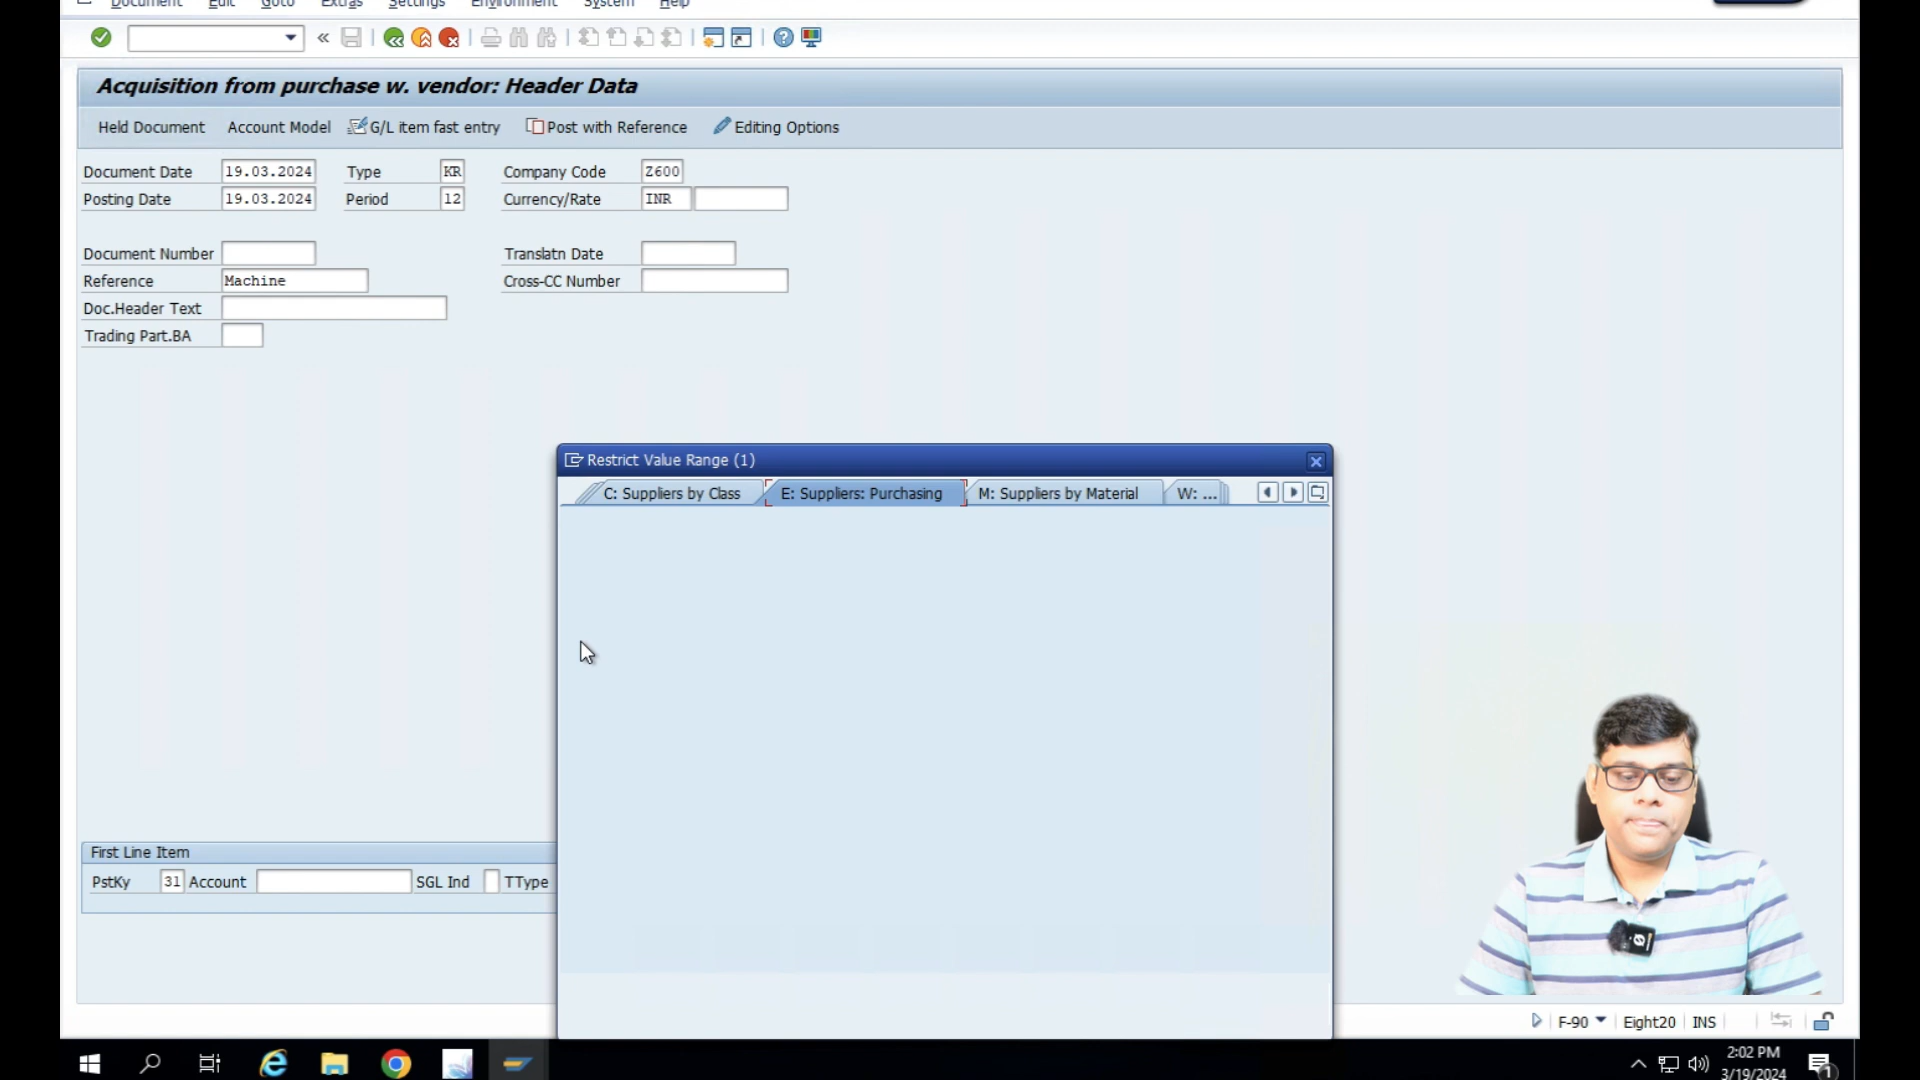 Document Edit Goto Extras Settings Environment System Help
Acquisition from purchase w. vendor: Header Data
Held Document Account Model G/L item fast entry Post with Reference Editing Options
Document Date 19.03.2024 Type KR Company Code Z600
Posting Date 19.03.2024 Period 12 Currency/Rate INR
Document Number Translatn Date
Reference Machine Cross-CC Number
Doc.Header Text
Trading Part.BA
Restrict Value Range (1)
C: Suppliers by Class E: Suppliers: Purchasing M: Suppliers by Material W: ...
First Line Item
PstKy 31 Account SGL Ind TType
F-90 Eight20 INS
2:02 PM
3/19/2024
1